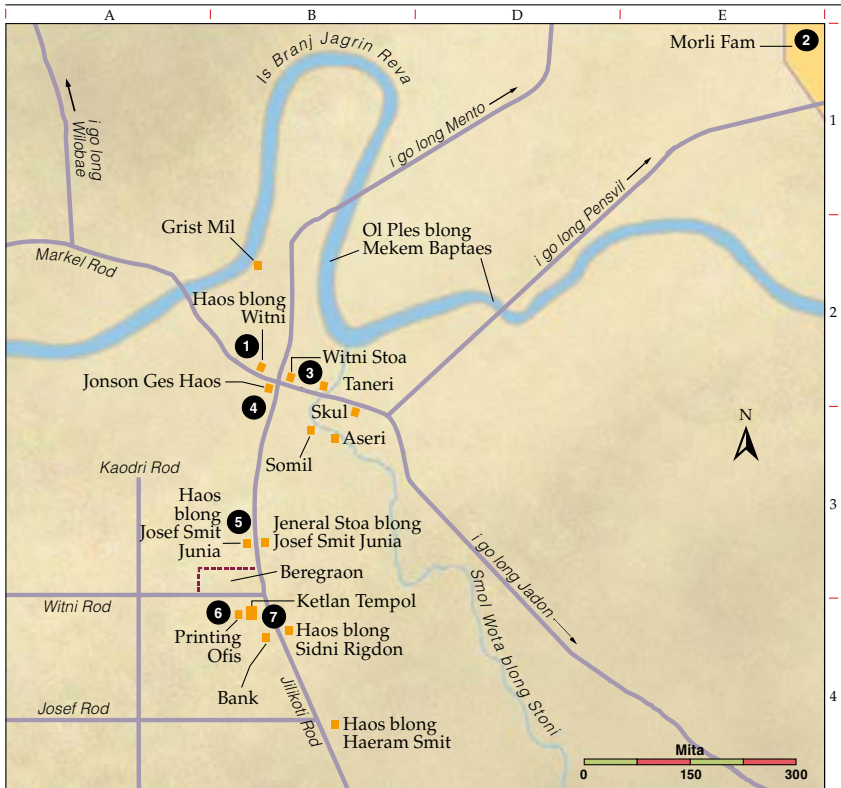 A
B
D
E
Morli Fam
2
Is Branj Jagrin Reva
i go long
Wilobae
i go long Mento
1
i go long Pensvil
Grist Mil
Ol Ples blong
Mekem Baptaes
Markel Rod
Haos blong
Witni
2
1
Witni Stoa
3
Taneri
Jonson Ges Haos
4
Skul
Aseri
Somil
N
Kaodri Rod
Haos
blong
Josef Smit
Junia
5
Jeneral Stoa blong
Josef Smit Junia
3
Beregraon
i go long Jadon
Smol Wota blong Stoni
Witni Rod
Ketlan Tempol
6
7
Printing
Ofis
Haos blong
Sidni Rigdon
Bank
Jilikoti Rod
4
Josef Rod
Haos blong
Haeram Smit
Mita
0
150
300